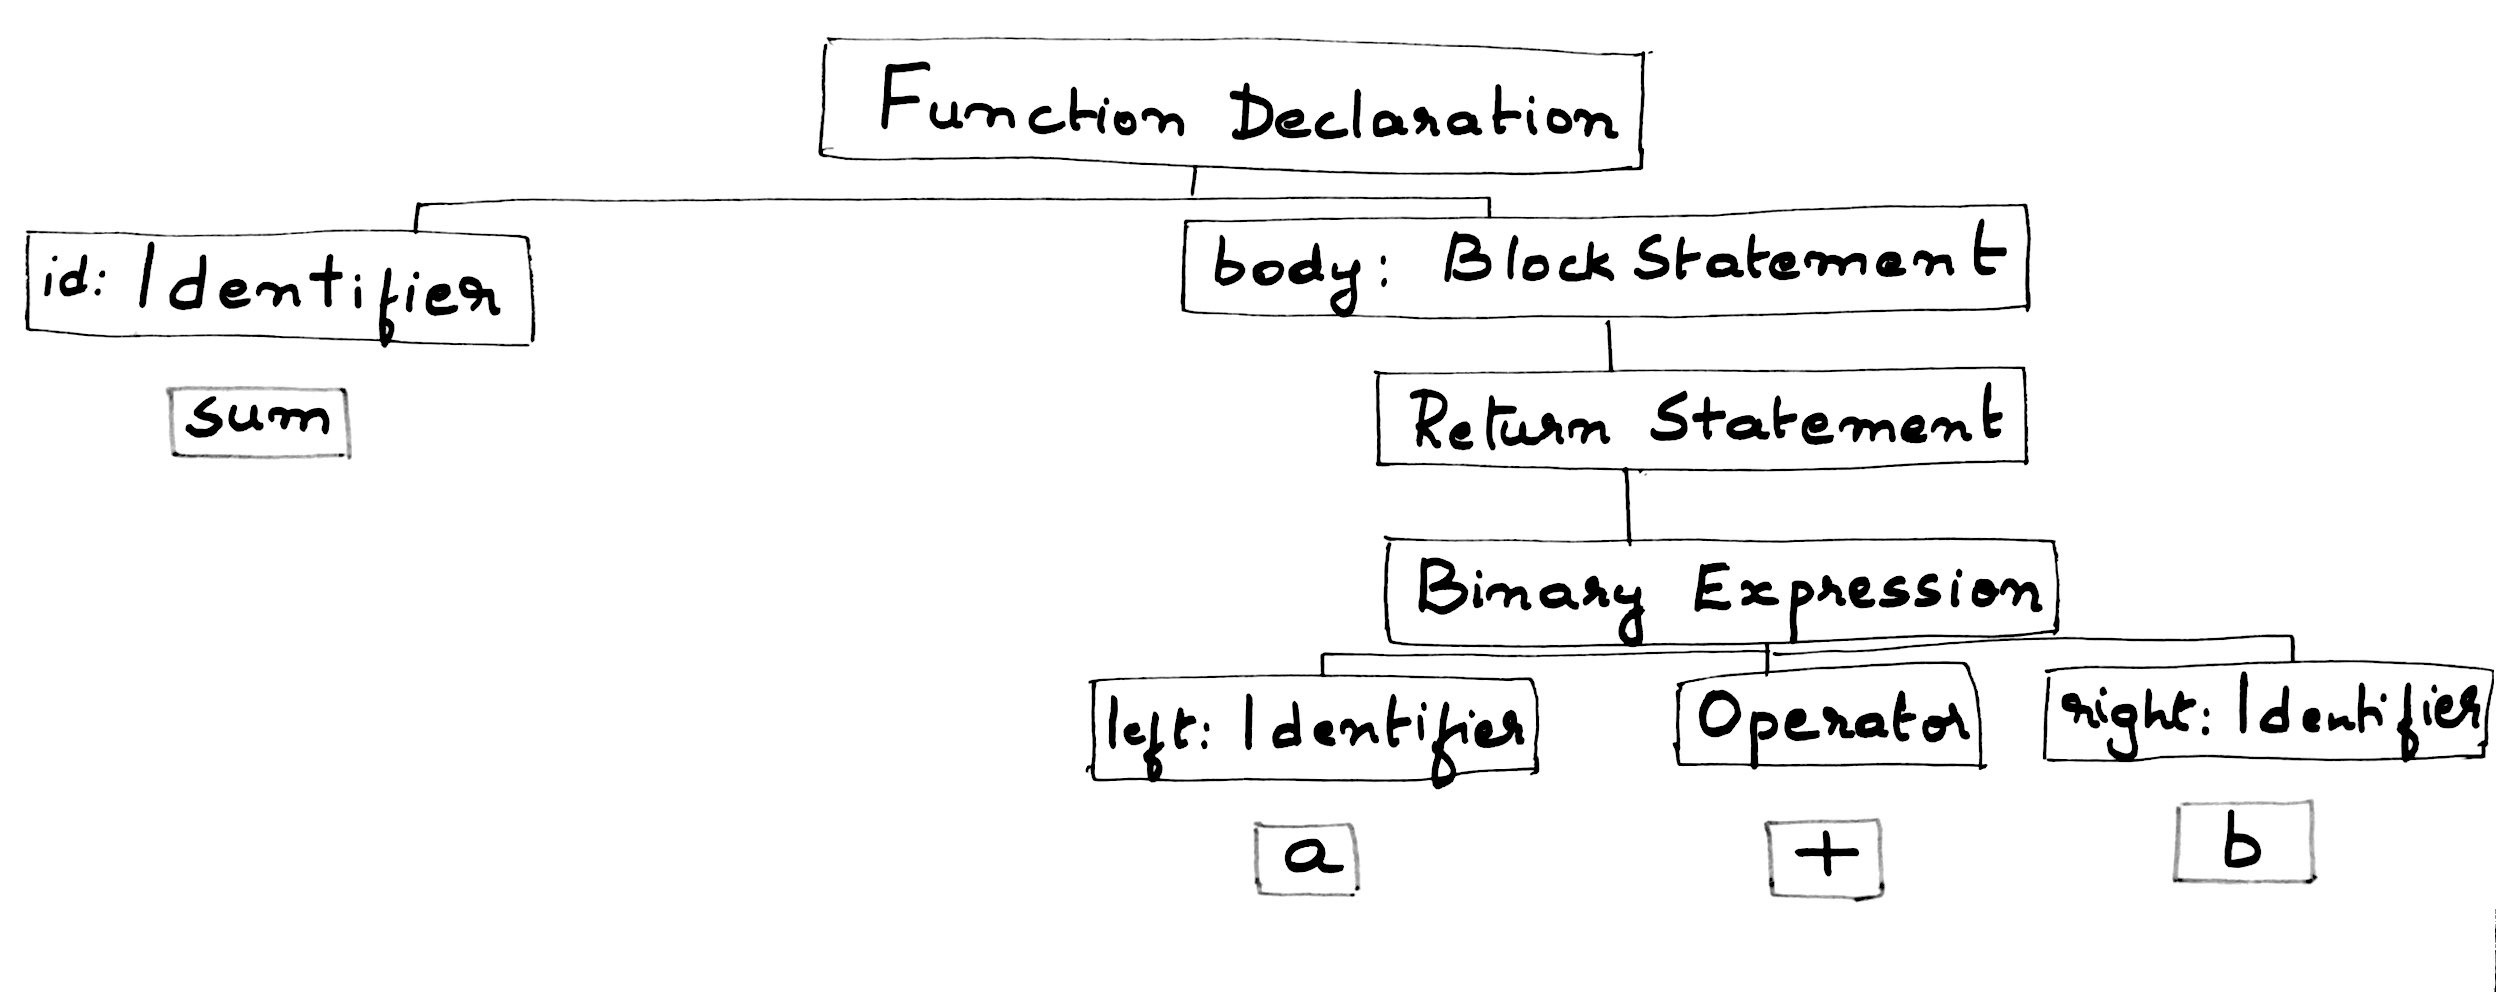 Function Declaration
id: Identifier
body: Block Statement
sum
Return Statement
Binary Expression
left: Identifier
Operator
right: Identifier
a
+
b